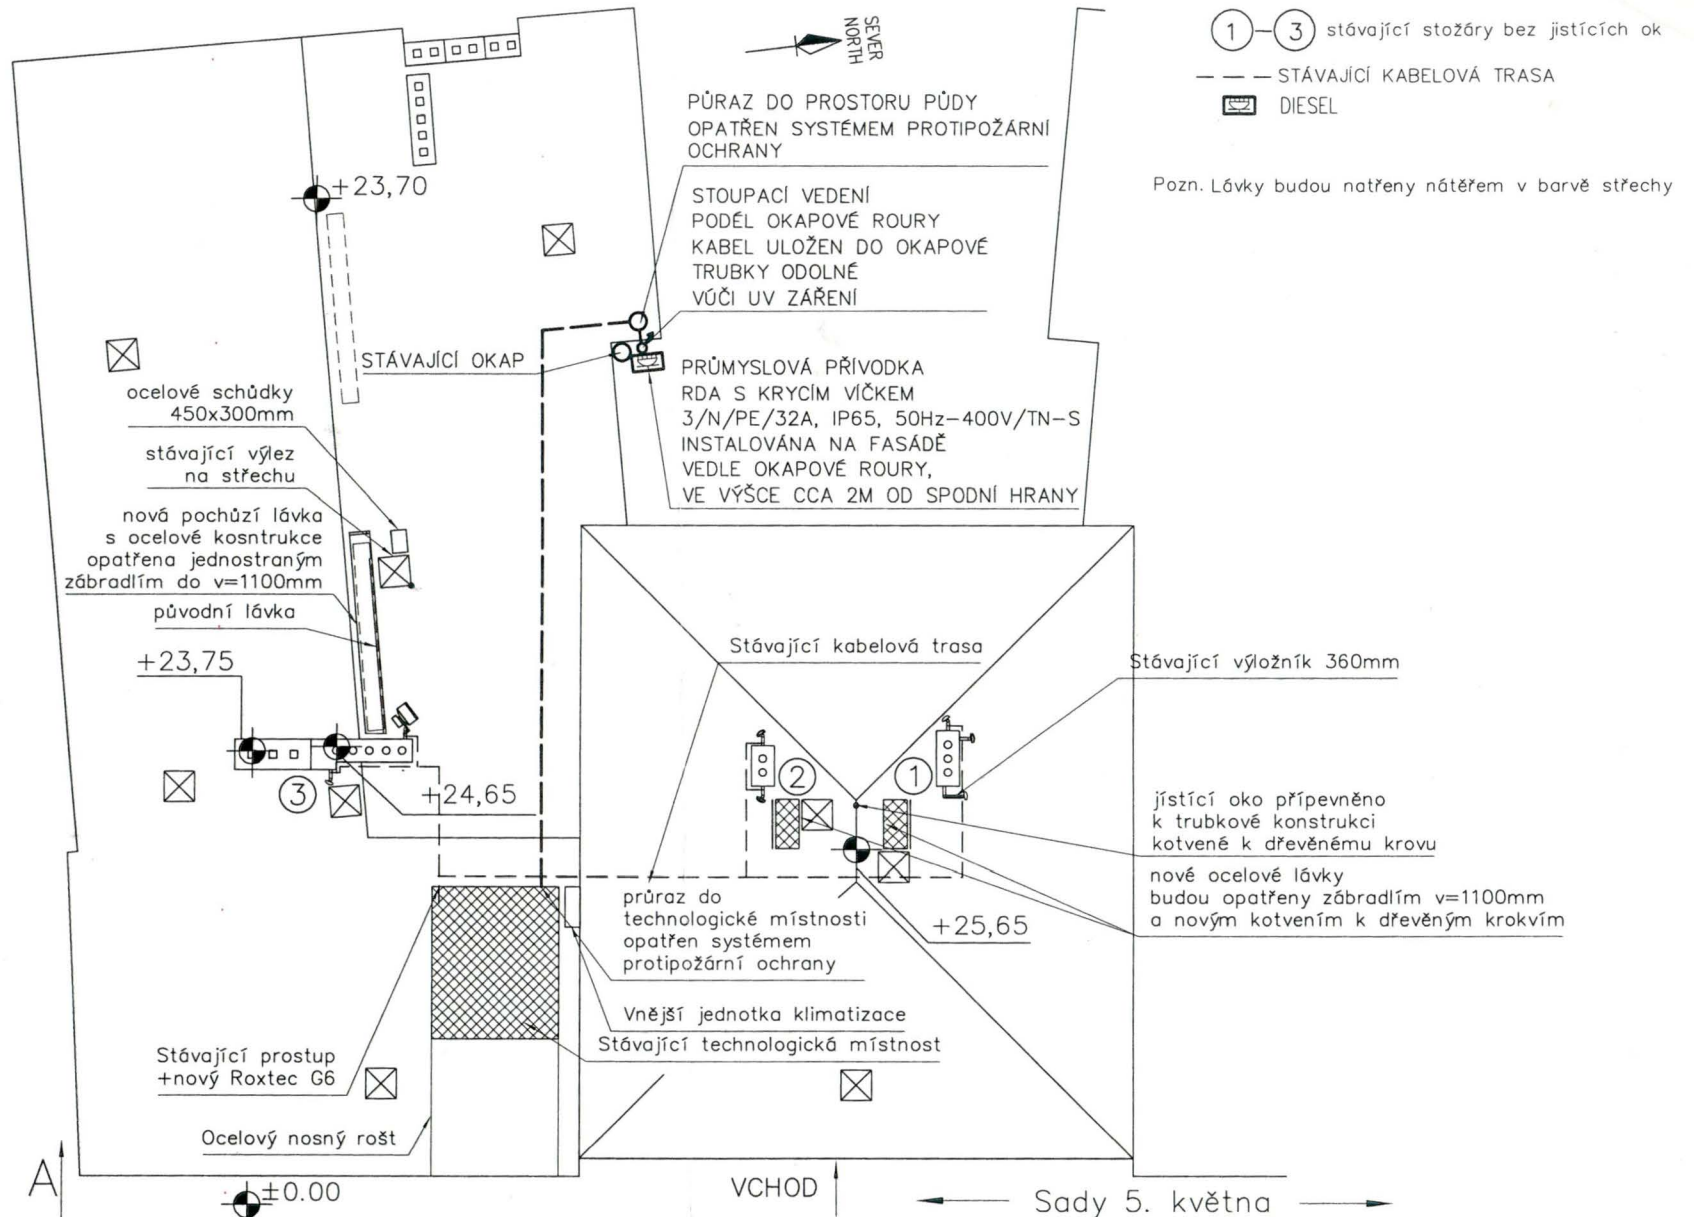 SEVER
NORTH
1 – 3 stávající stožáry bez jistících ok
STÁVAJÍCÍ KABELOVÁ TRASA
DIESEL
Pozn. Lávky budou natřeny nátěrem v barvě střechy
PŮRAZ DO PROSTORU PŮDY
OPATŘEN SYSTÉMEM PROTIPOŽÁRNÍ
OCHRANY
+23,70
STOUPACÍ VEDENÍ
PODÉL OKAPOVÉ ROURY
KABEL ULOŽEN DO OKAPOVÉ
TRUBKY ODOLNÉ
VŮČI UV ZÁŘENÍ
STÁVAJÍCÍ OKAP
PRŮMYSLOVÁ PŘÍVODKA
RDA S KRYCÍM VÍČKEM
3/N/PE/32A, IP65, 50Hz-400V/TN-S
INSTALOVÁNA NA FASÁDĚ
VEDLE OKAPOVÉ ROURY,
VE VÝŠCE CCA 2M OD SPODNÍ HRANY
ocelové schůdky
450x300mm
stávající výlez
na střechu
nová pochůzí lávka
s ocelové kosntrukce
opatřena jednostraným
zábradlím do v=1100mm
původní lávka
+23,75
Stávající kabelová trasa
Stávající výložník 360mm
2
1
3
+24,65
jístící oko přípevněno
k trubkové konstrukci
kotvené k dřevěnému krovu
nové ocelové lávky
budou opatřeny zábradlím v=1100mm
a novým kotvením k dřevěným krokvím
+25,65
průraz do
technologické místnosti
opatřen systémem
protipožární ochrany
Vnější jednotka klimatizace
Stávající technologická místnost
Stávající prostup
+nový Roxtec G6
Ocelový nosný rošt
A
±0.00
VCHOD
Sady 5. května